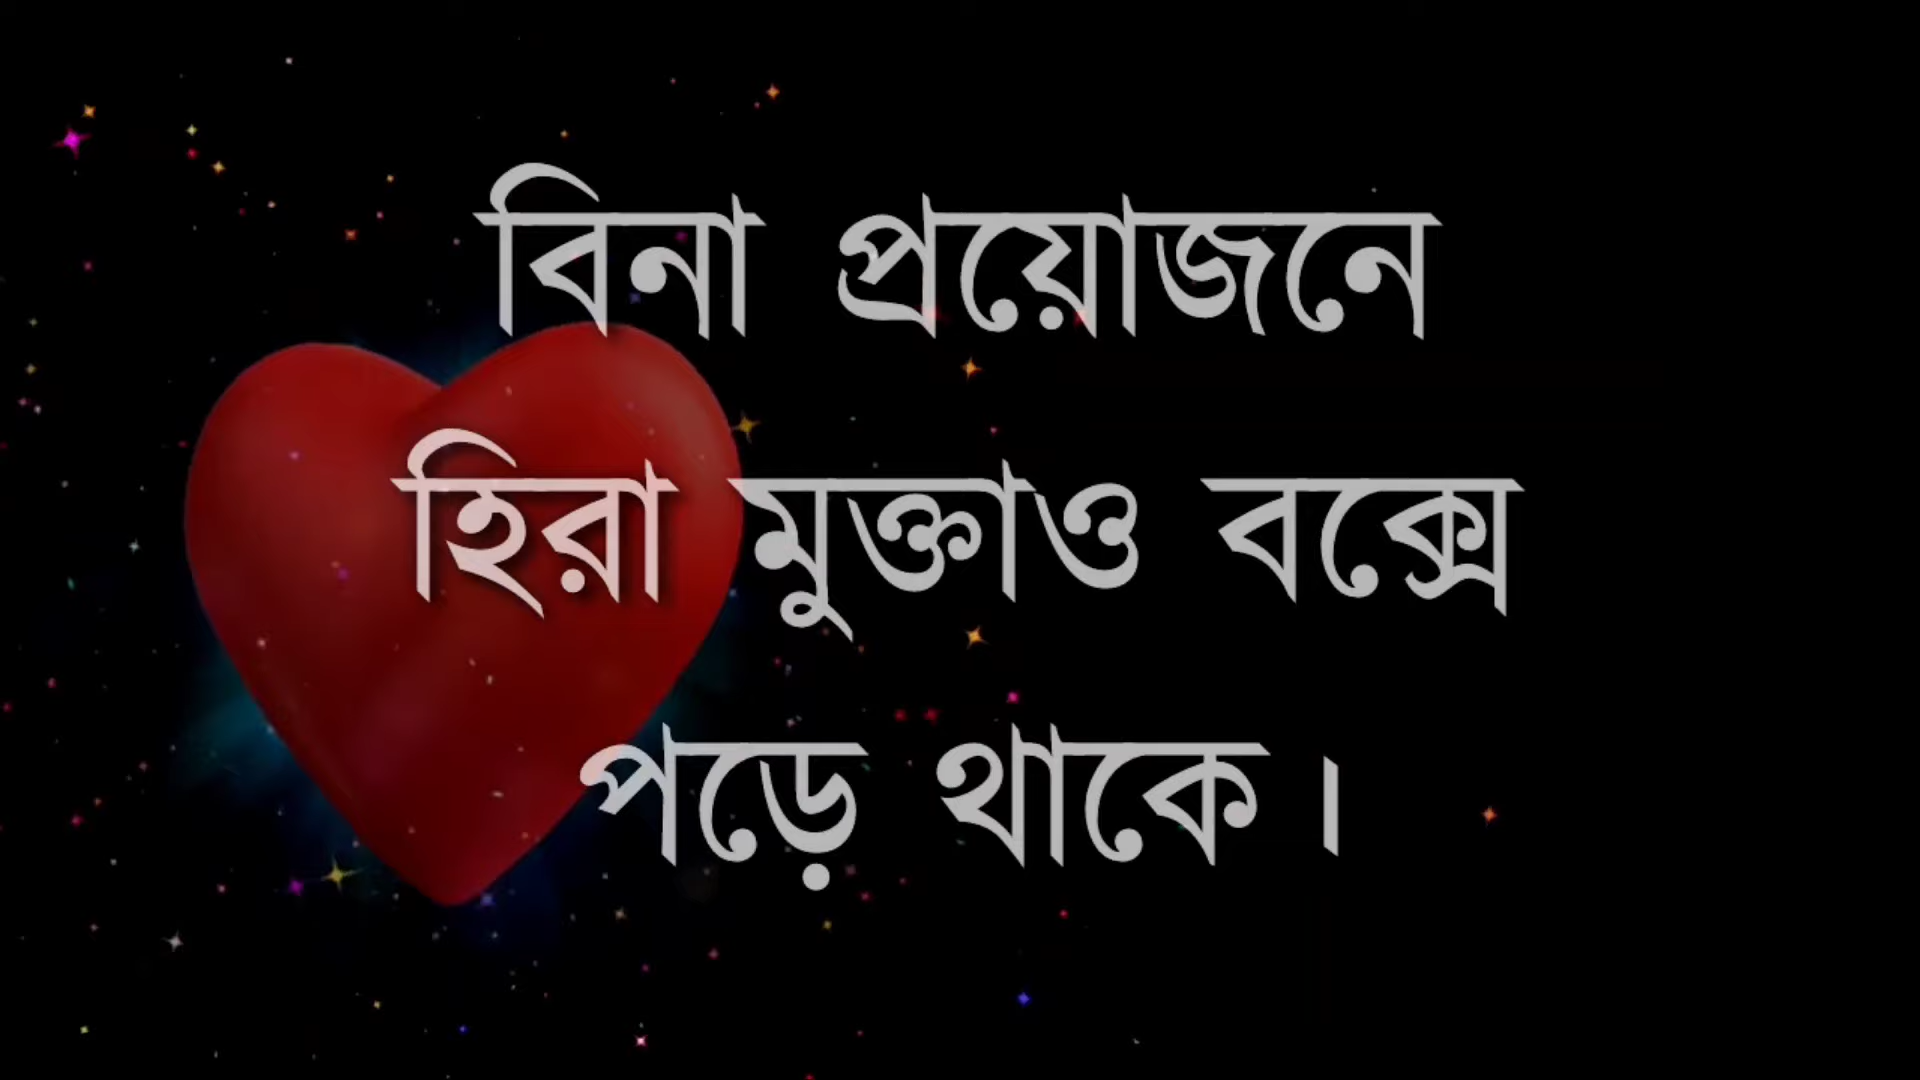 বিনা প্রয়োজনে
হিরা মুক্তাও বক্সে
পড়ে থাকে ।